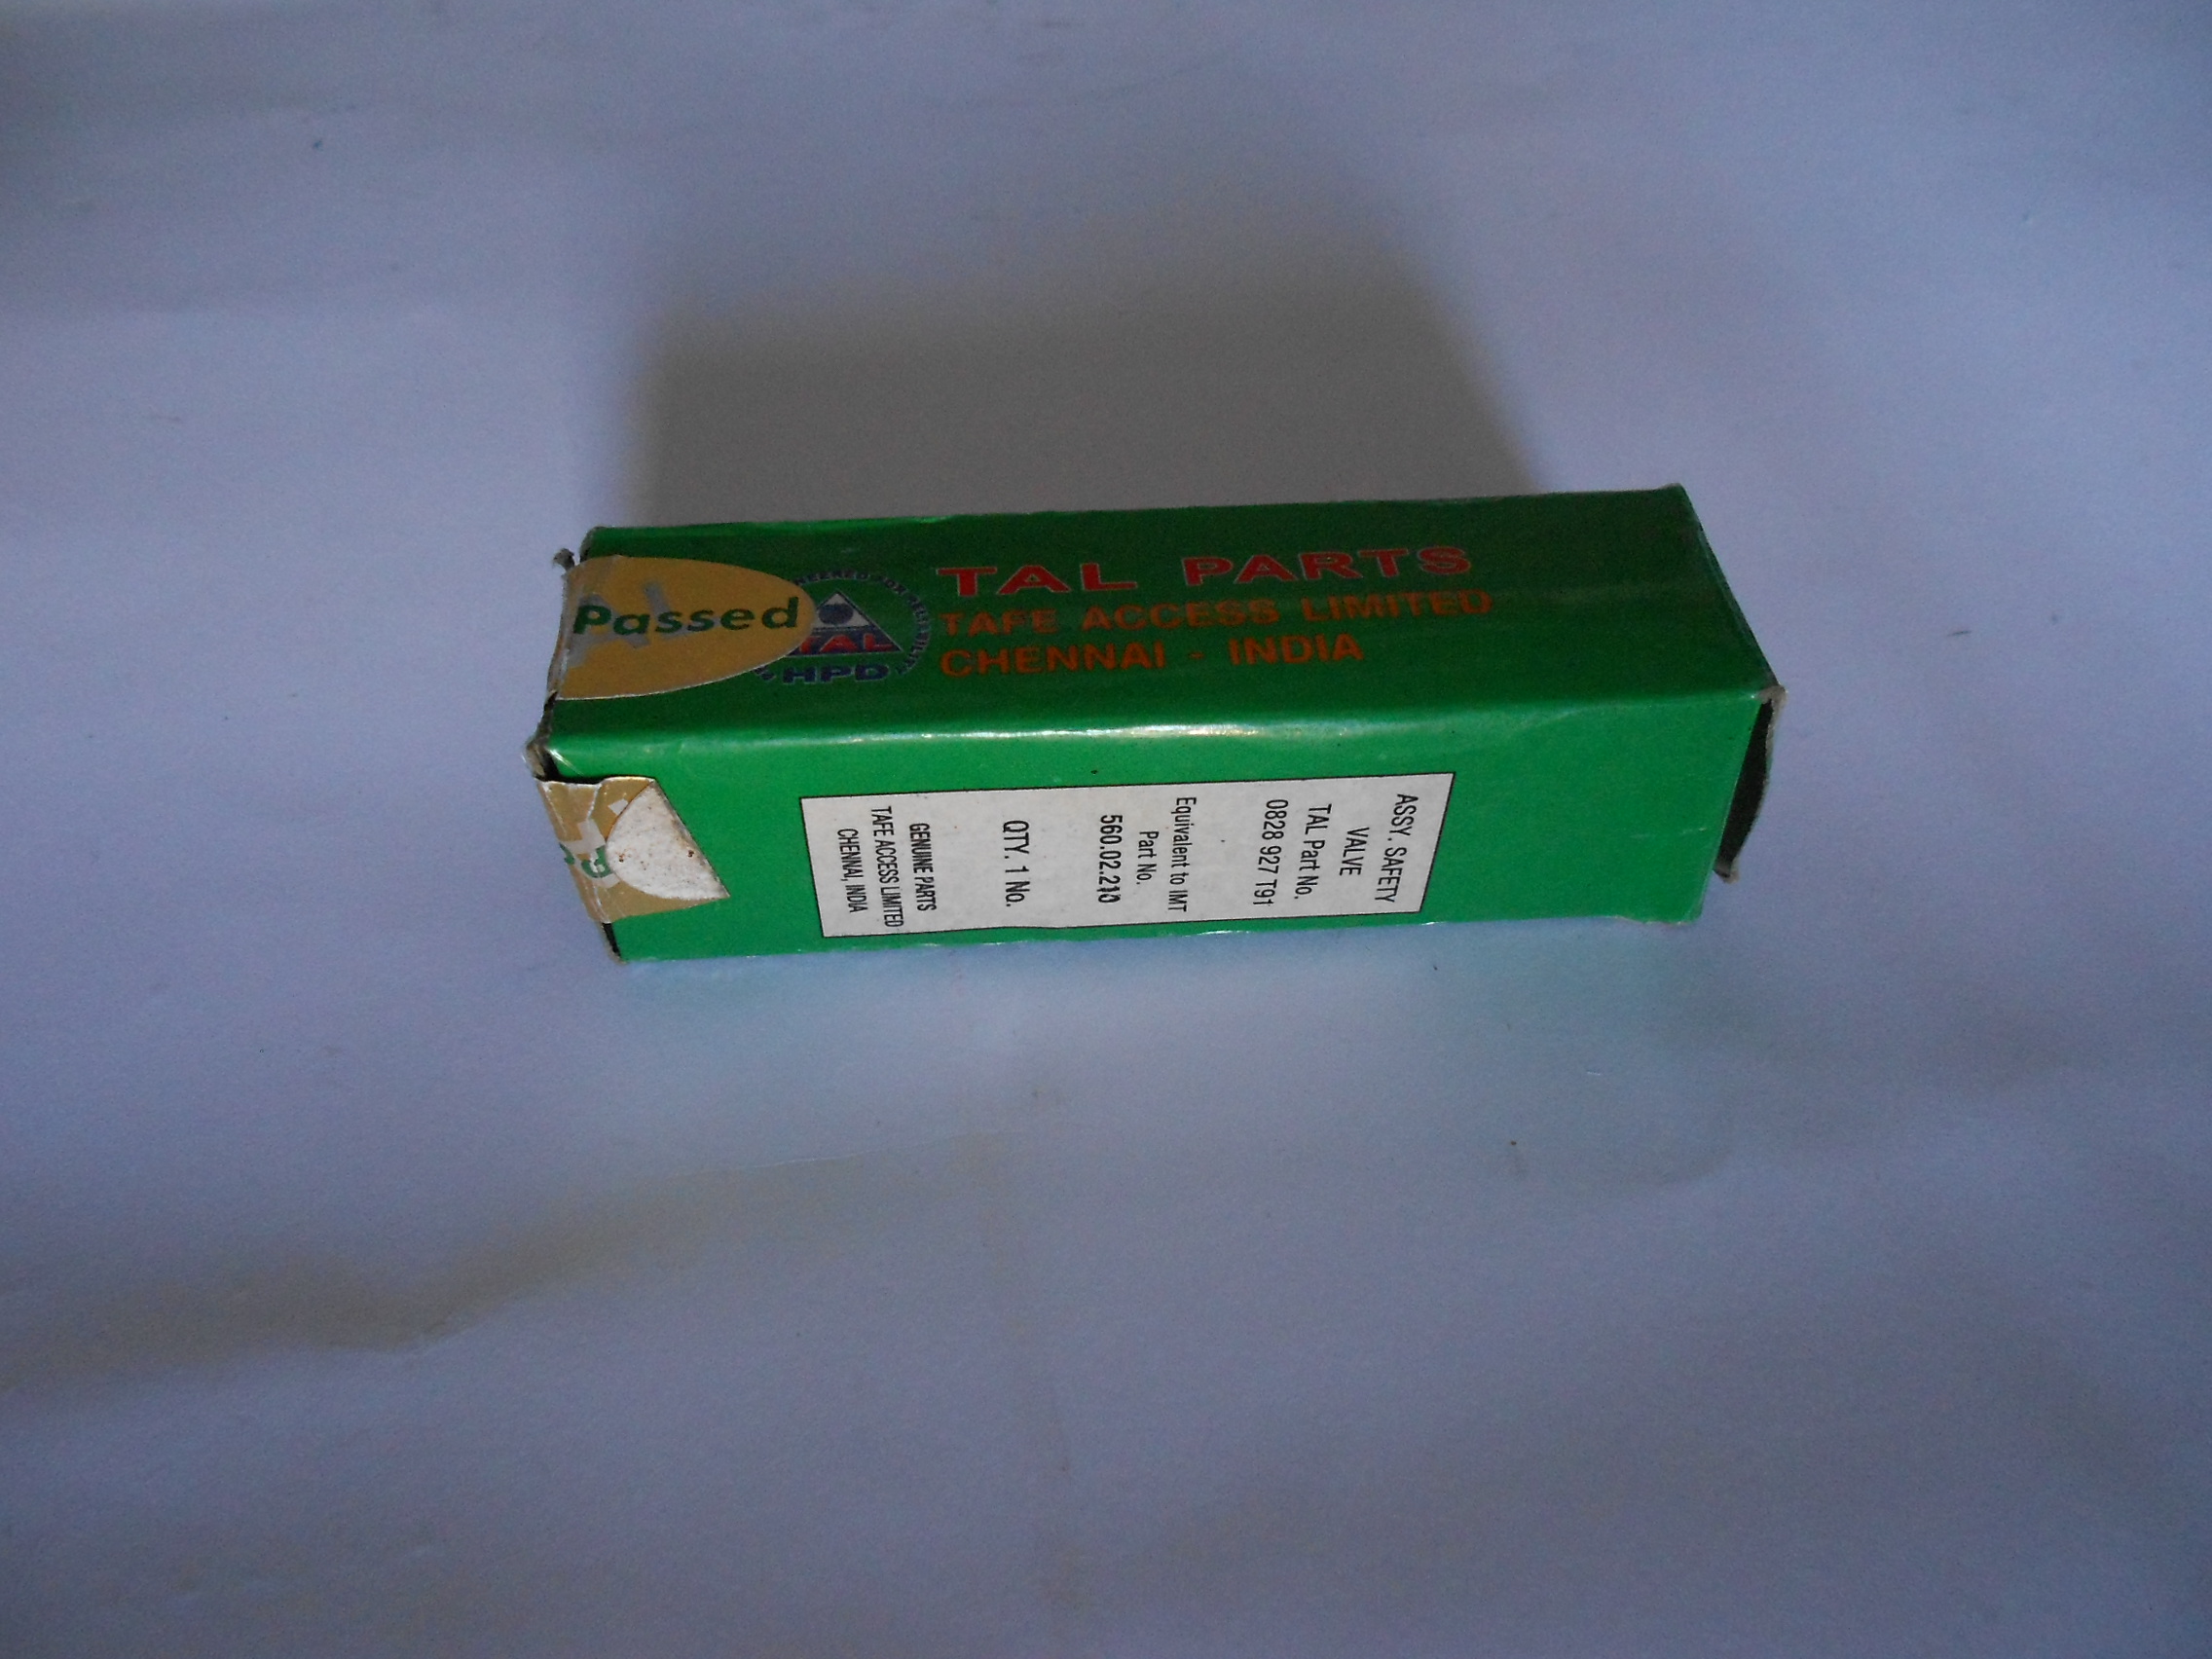 Passed
TAL
HPD
TAL PARTS
TAFE ACCESS LIMITED
CHENNAI - INDIA
ASSY. SAFETY
VALVE
TAL Part No.
0828 927 T91
Equivalent to IMT
Part No.
560.02.210
QTY. 1 No.
GENUINE PARTS
TAFE ACCESS LIMITED
CHENNAI, INDIA